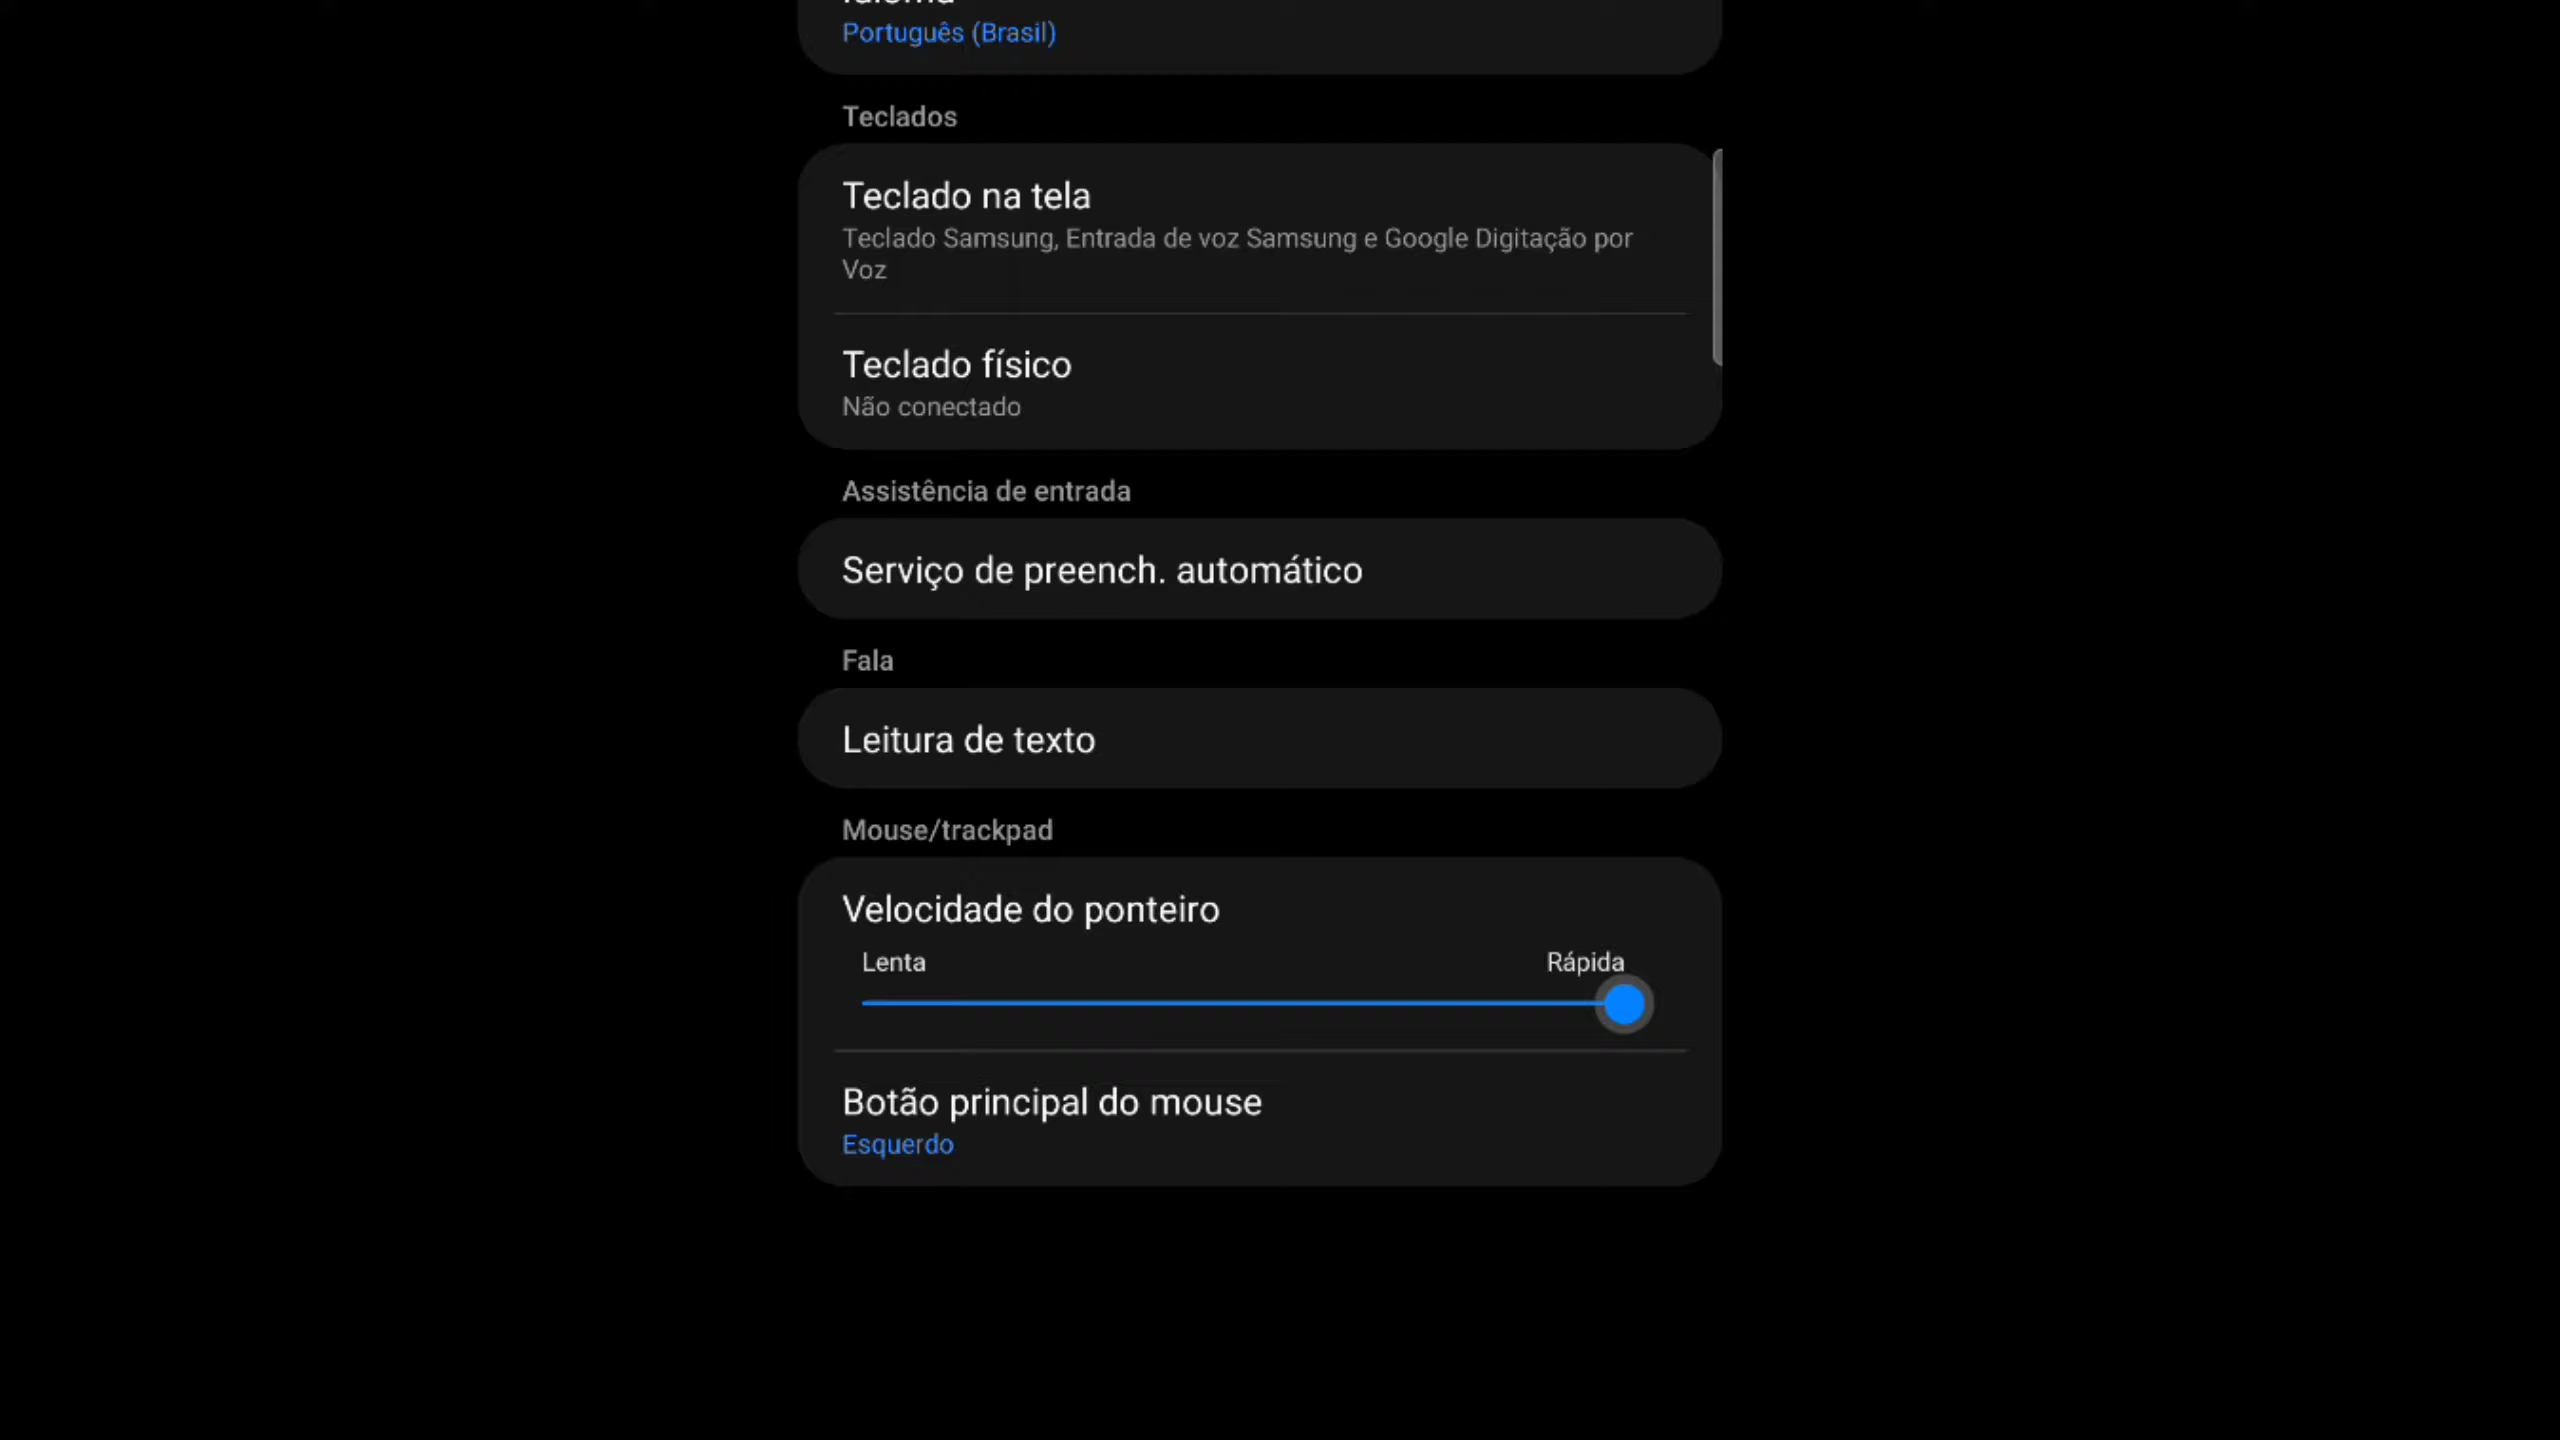 Idioma
Português (Brasil)
Teclados
Teclado na tela
Teclado Samsung, Entrada de voz Samsung e Google Digitação por
Voz
Teclado físico
Não conectado
Assistência de entrada
Serviço de preench. automático
Fala
Leitura de texto
Mouse/trackpad
Velocidade do ponteiro
Lenta
Rápida
Botão principal do mouse
Esquerdo